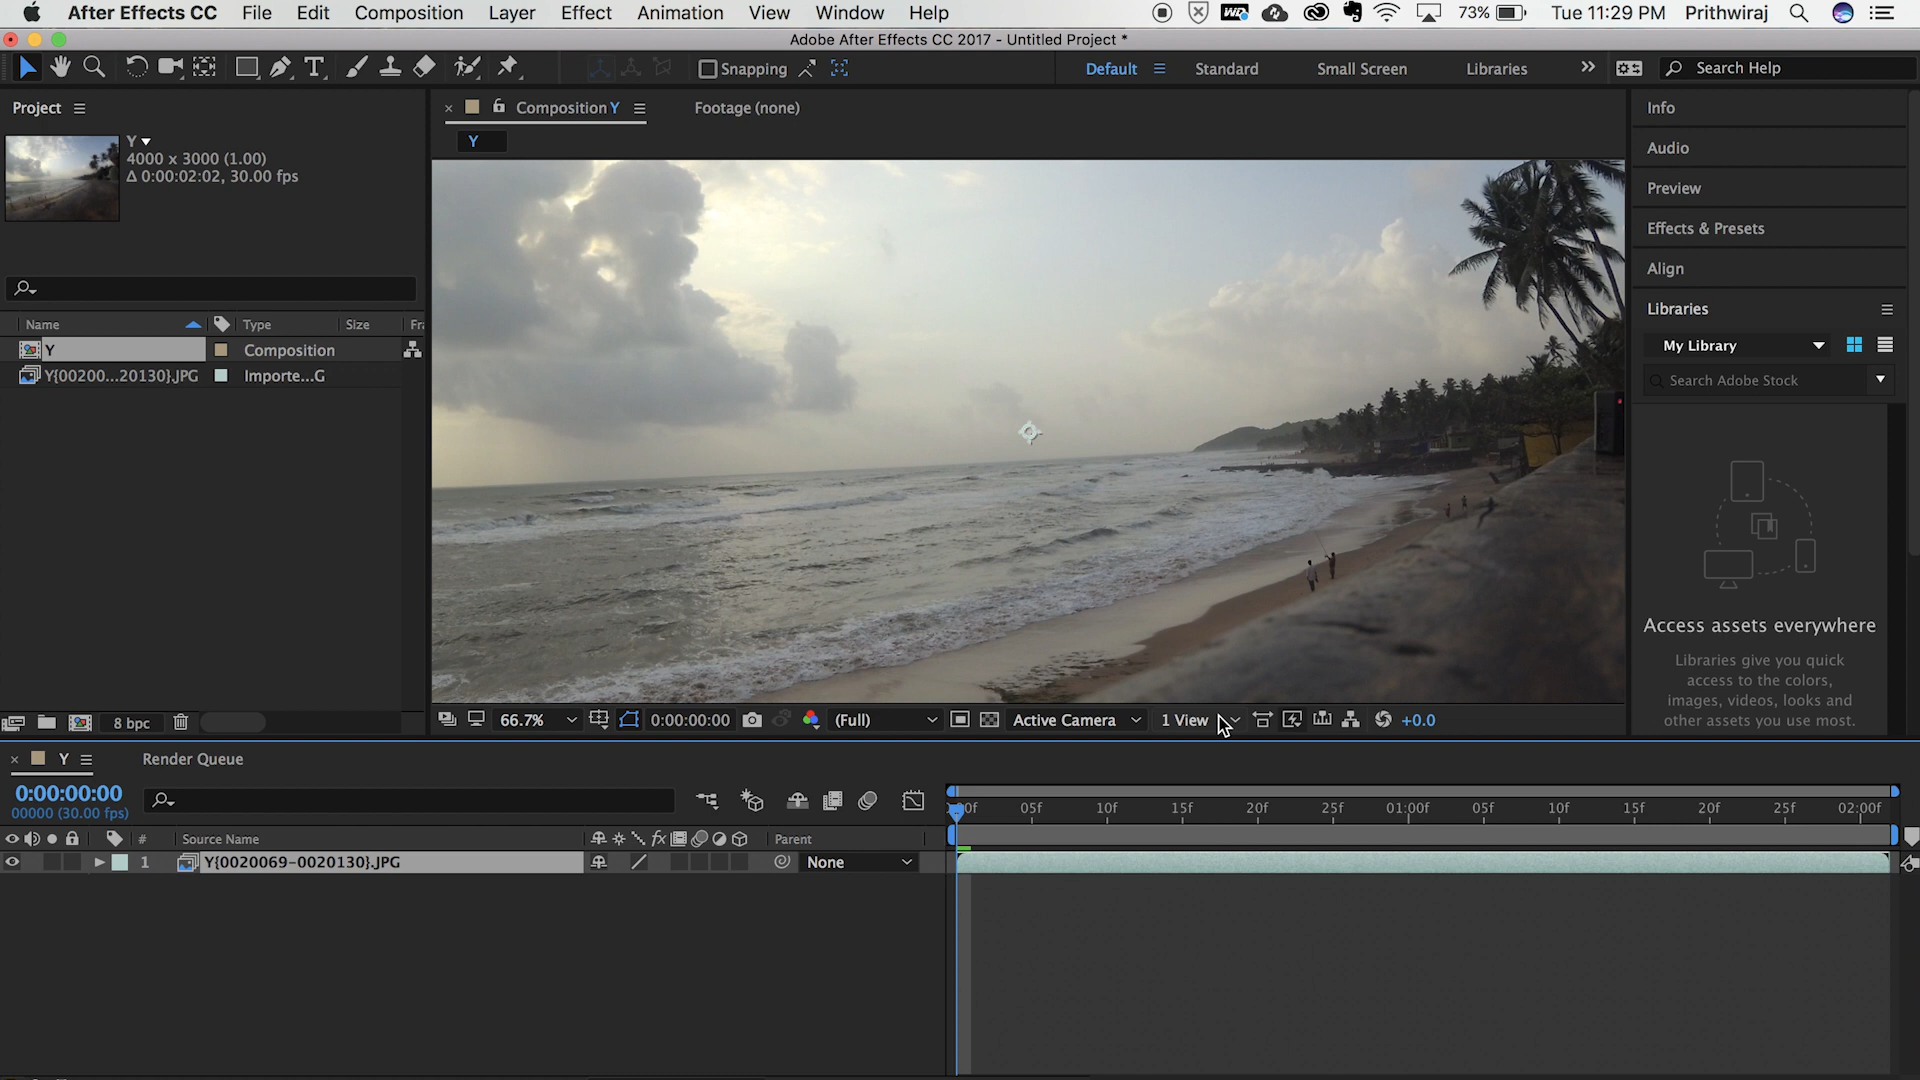 After Effects CC File Edit Composition Layer Effect Animation View Window Help 73% Tue 11:29 PM Prithwiraj
Adobe After Effects CC 2017 - Untitled Project *
Snapping Default Standard Small Screen Libraries Search Help
Project
Composition Y Footage (none)
Y
Y
4000 x 3000 (1.00)
Δ 0:00:02:02, 30.00 fps
Name Type Size Fr
Y Composition
Y{00200...20130}.JPG Importe...G
8 bpc
66.7% 0:00:00:00 (Full) Active Camera 1 View +0.0
Info
Audio
Preview
Effects & Presets
Align
Libraries
My Library
Search Adobe Stock
Access assets everywhere
Libraries give you quick
access to the colors,
images, videos, looks and
other assets you use most.
Y Render Queue
0:00:00:00
00000 (30.00 fps)
# Source Name fx Parent
1 Y{0020069-0020130}.JPG None
00f 05f 10f 15f 20f 25f 01:00f 05f 10f 15f 20f 25f 02:00f